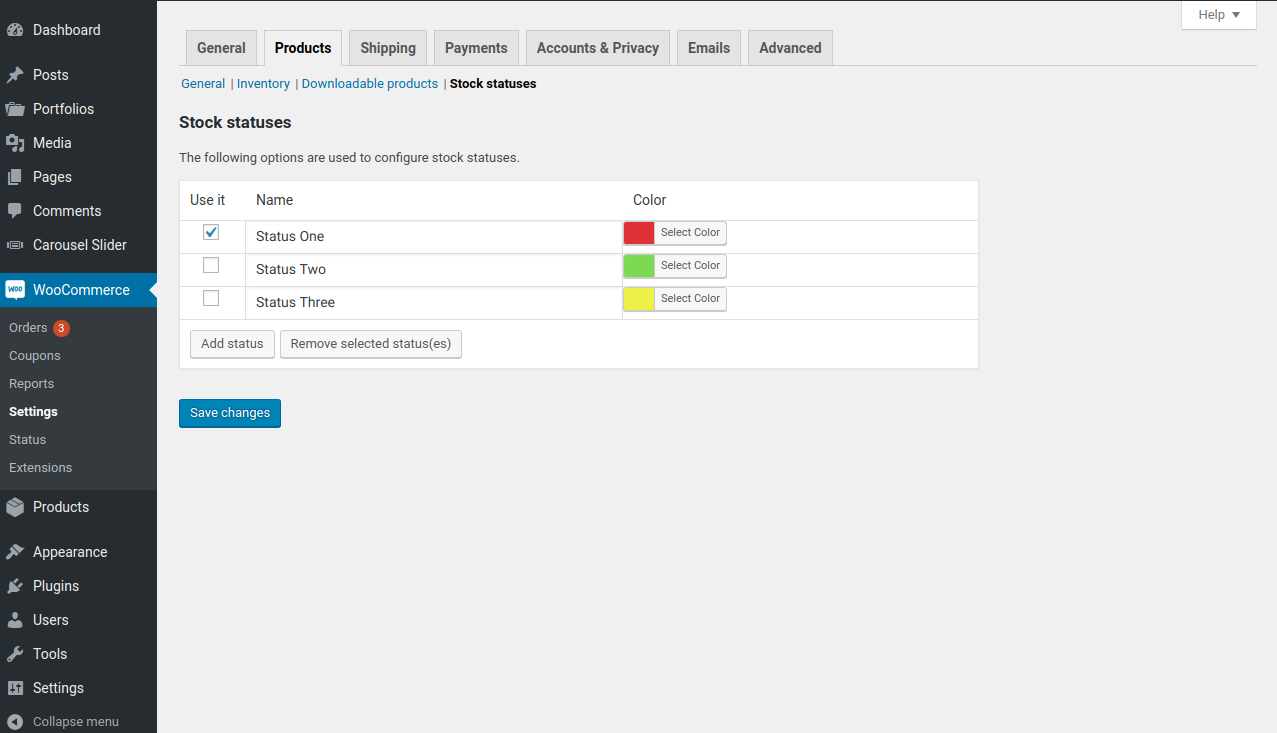 Help
Dashboard
Posts
Portfolios
Media
Pages
Comments
Carousel Slider
WOO
WooCommerce
Orders 3
Coupons
Reports
Settings
Status
Extensions
Products
Appearance
Plugins
Users
Tools
Settings
Collapse menu
General Products Shipping Payments Accounts & Privacy Emails Advanced
General | Inventory | Downloadable products | Stock statuses
Stock statuses
The following options are used to configure stock statuses.
Use it Name Color
Status One Select Color
Status Two Select Color
Status Three Select Color
Add status Remove selected status(es)
Save changes